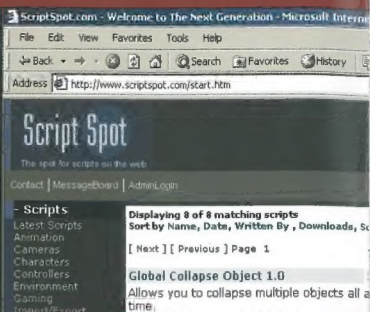 ScriptSpot.com - Welcome to The Next Generation - Microsoft Interne
File Edit View Favorites Tools Help
Back Search Favorites History
Address http://www.scriptspot.com/start.htm
Script Spot
The spot for scripts on the web
Contact | MessageBoard | AdminLogin
- Scripts
Latest Scripts
Animation
Cameras
Characters
Controllers
Environment
Gaming
Import/Export
Displaying 8 of 8 matching scripts
Sort by Name, Date, Written By , Downloads, Sc
[ Next ] [ Previous ] Page 1
Global Collapse Object 1.0
Allows you to collapse multiple objects all a
time.